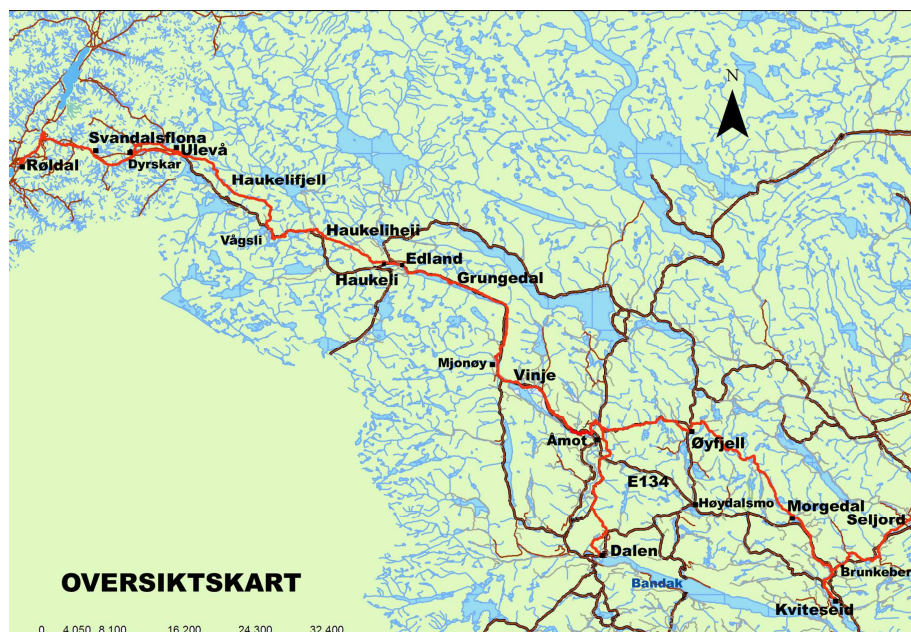 N
Svandalsflona
Ulevå
Røldal
Dyrskar
Haukelifjell
Haukeliheii
Vågsli
Edland
Haukeli
Grungedal
Mjonøy
Vinje
Åmot
Øyfjell
E134
Høydalsmo
Morgedal
Seljord
Dalen
Brunkeber
Bandak
OVERSIKTSKART
Kviteseid
0 4.050 8.100 16.200 24.300 32.400